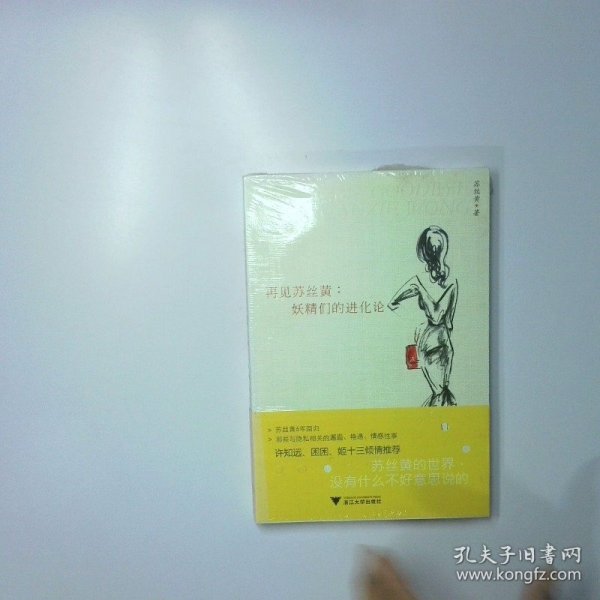 苏丝黄·著
再见苏丝黄：
妖精们的进化论
> 苏丝黄6年回归
许知远、困困、姬十三倾情推荐
苏丝黄的世界，
没有什么不好意思说的
浙江大学出版社
孔夫子旧书网
www.kongfz.com